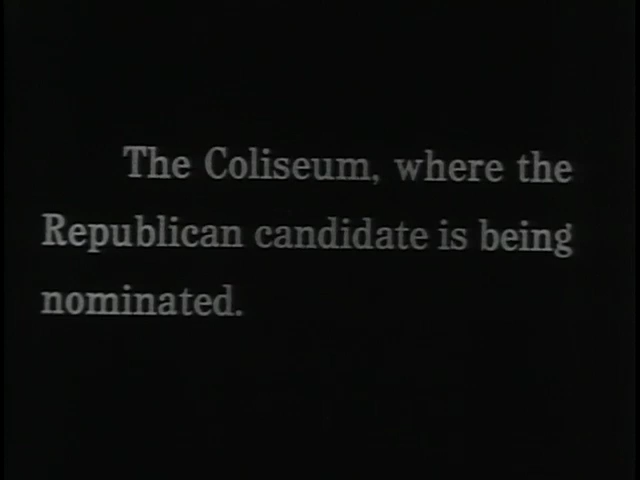 The Coliseum, where the
Republican candidate is being
nominated.